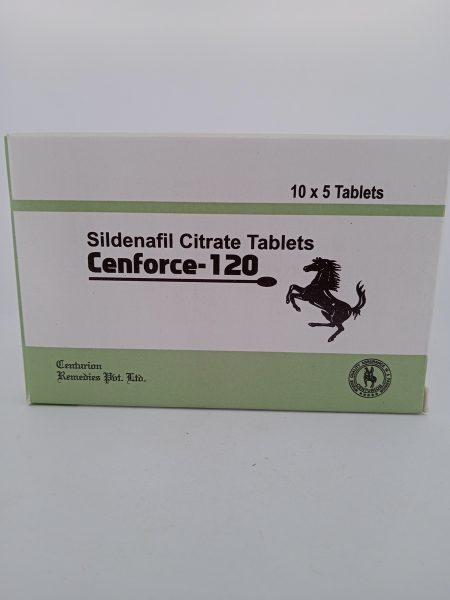 10 x 5 Tablets
Sildenafil Citrate Tablets
Cenforce-120
Centurion
Remedies Pvt. Ltd.